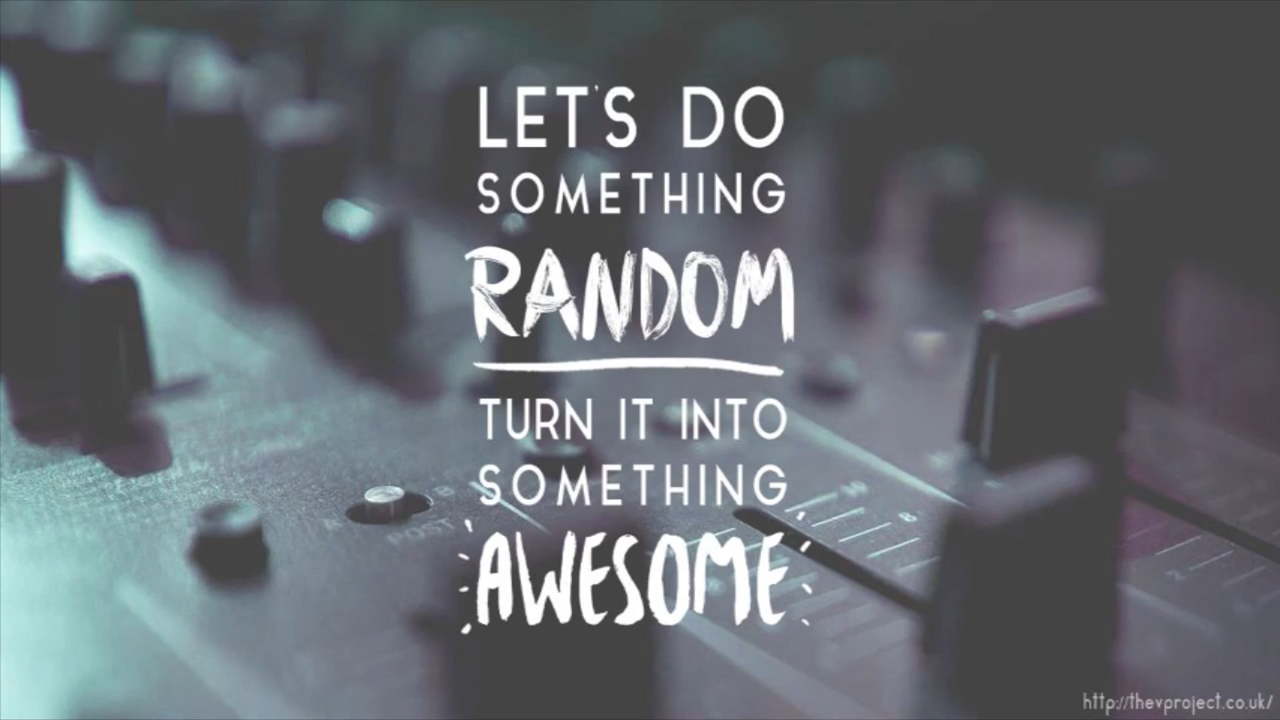 LET'S DO
SOMETHING
RANDOM
TURN IT INTO
SOMETHING
AWESOME
http://thevproject.co.uk/